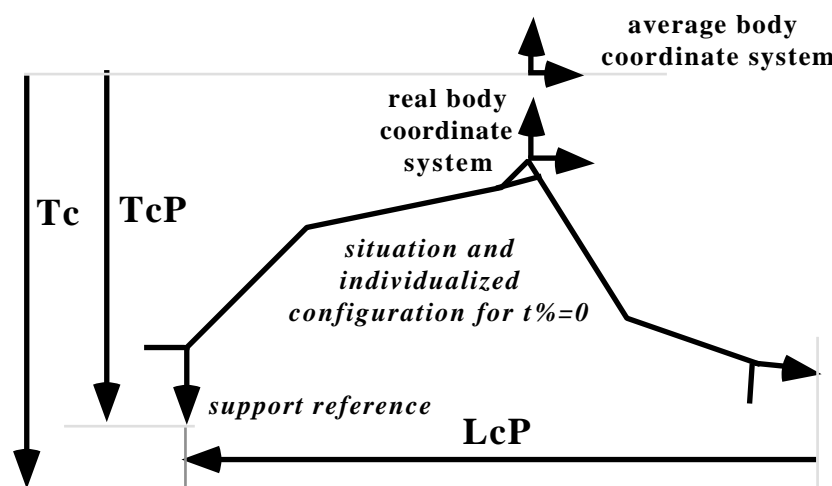 average body
coordinate system
real body
coordinate
system
Tc
TcP
situation and
individualized
configuration for t%=0
support reference
LcP